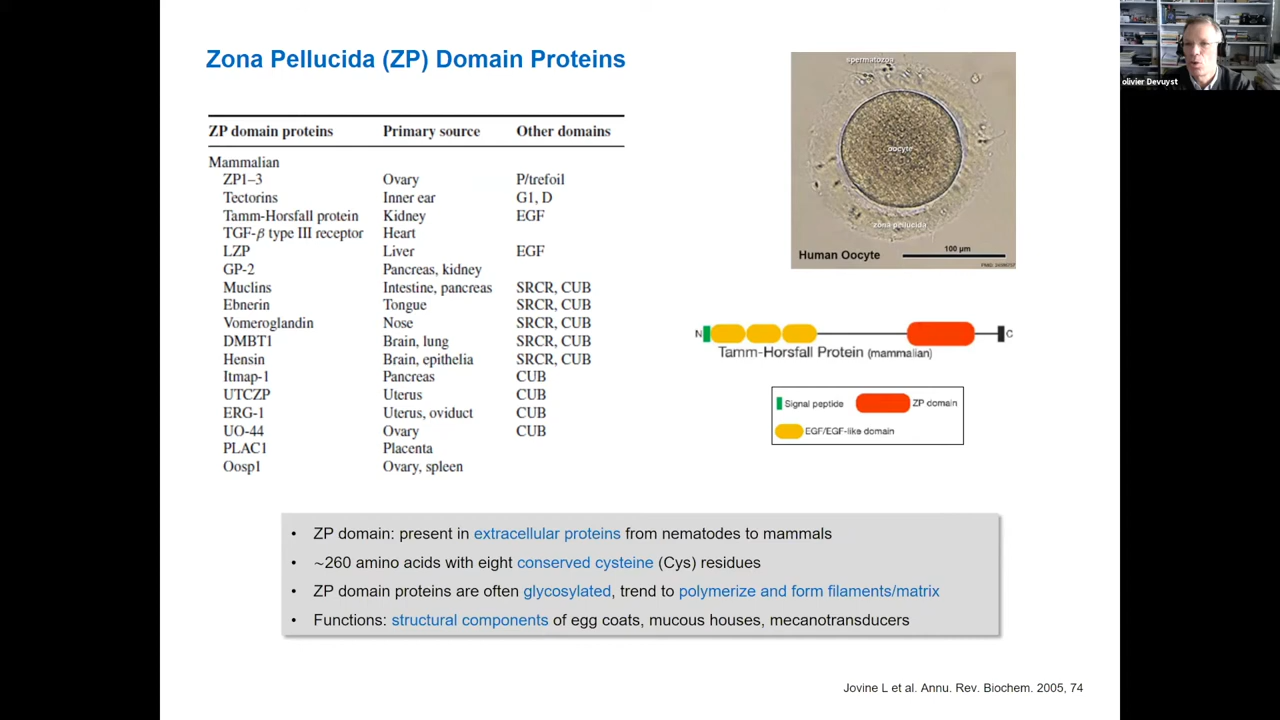 Zona Pellucida (ZP) Domain Proteins
olivier Devuyst
ZP domain proteins Primary source Other domains
Mammalian
ZP1–3 Ovary P/trefoil
Tectorins Inner ear G1, D
Tamm-Horsfall protein Kidney EGF
TGF-β type III receptor Heart
LZP Liver EGF
GP-2 Pancreas, kidney
Muclins Intestine, pancreas SRCR, CUB
Ebnerin Tongue SRCR, CUB
Vomeroglandin Nose SRCR, CUB
DMBT1 Brain, lung SRCR, CUB
Hensin Brain, epithelia SRCR, CUB
Itmap-1 Pancreas CUB
UTCZP Uterus CUB
ERG-1 Uterus, oviduct CUB
UO-44 Ovary CUB
PLAC1 Placenta
Oosp1 Ovary, spleen
spermatozoa
oocyte
zona pellucida
Human Oocyte 100 μm
N C
Tamm-Horsfall Protein (mammalian)
Signal peptide ZP domain
EGF/EGF-like domain
• ZP domain: present in extracellular proteins from nematodes to mammals
• ~260 amino acids with eight conserved cysteine (Cys) residues
• ZP domain proteins are often glycosylated, trend to polymerize and form filaments/matrix
• Functions: structural components of egg coats, mucous houses, mecanotransducers
Jovine L et al. Annu. Rev. Biochem. 2005, 74